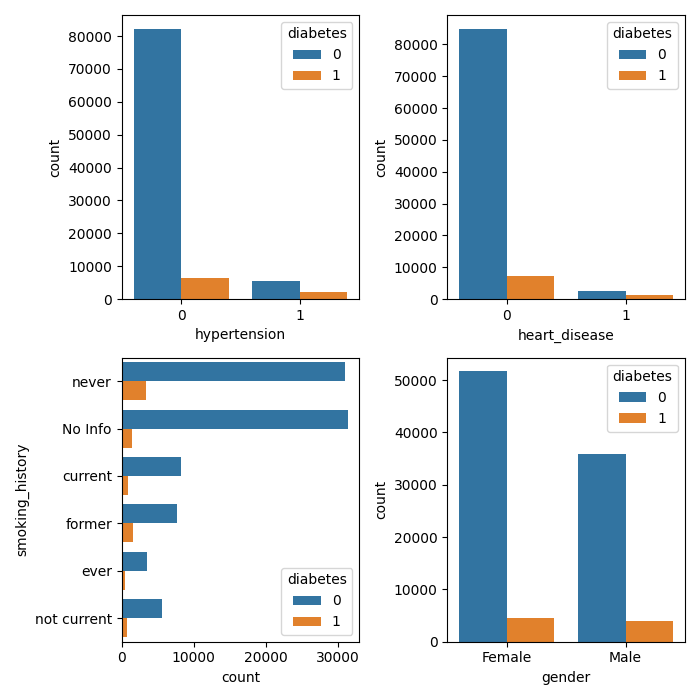 80000
70000
60000
50000
40000
30000
20000
10000
0
count
0 1
hypertension
diabetes
0
1
80000
70000
60000
50000
40000
30000
20000
10000
0
count
0 1
heart_disease
diabetes
0
1
never
No Info
current
former
ever
not current
smoking_history
0 10000 20000 30000
count
diabetes
0
1
50000
40000
30000
20000
10000
0
count
Female Male
gender
diabetes
0
1